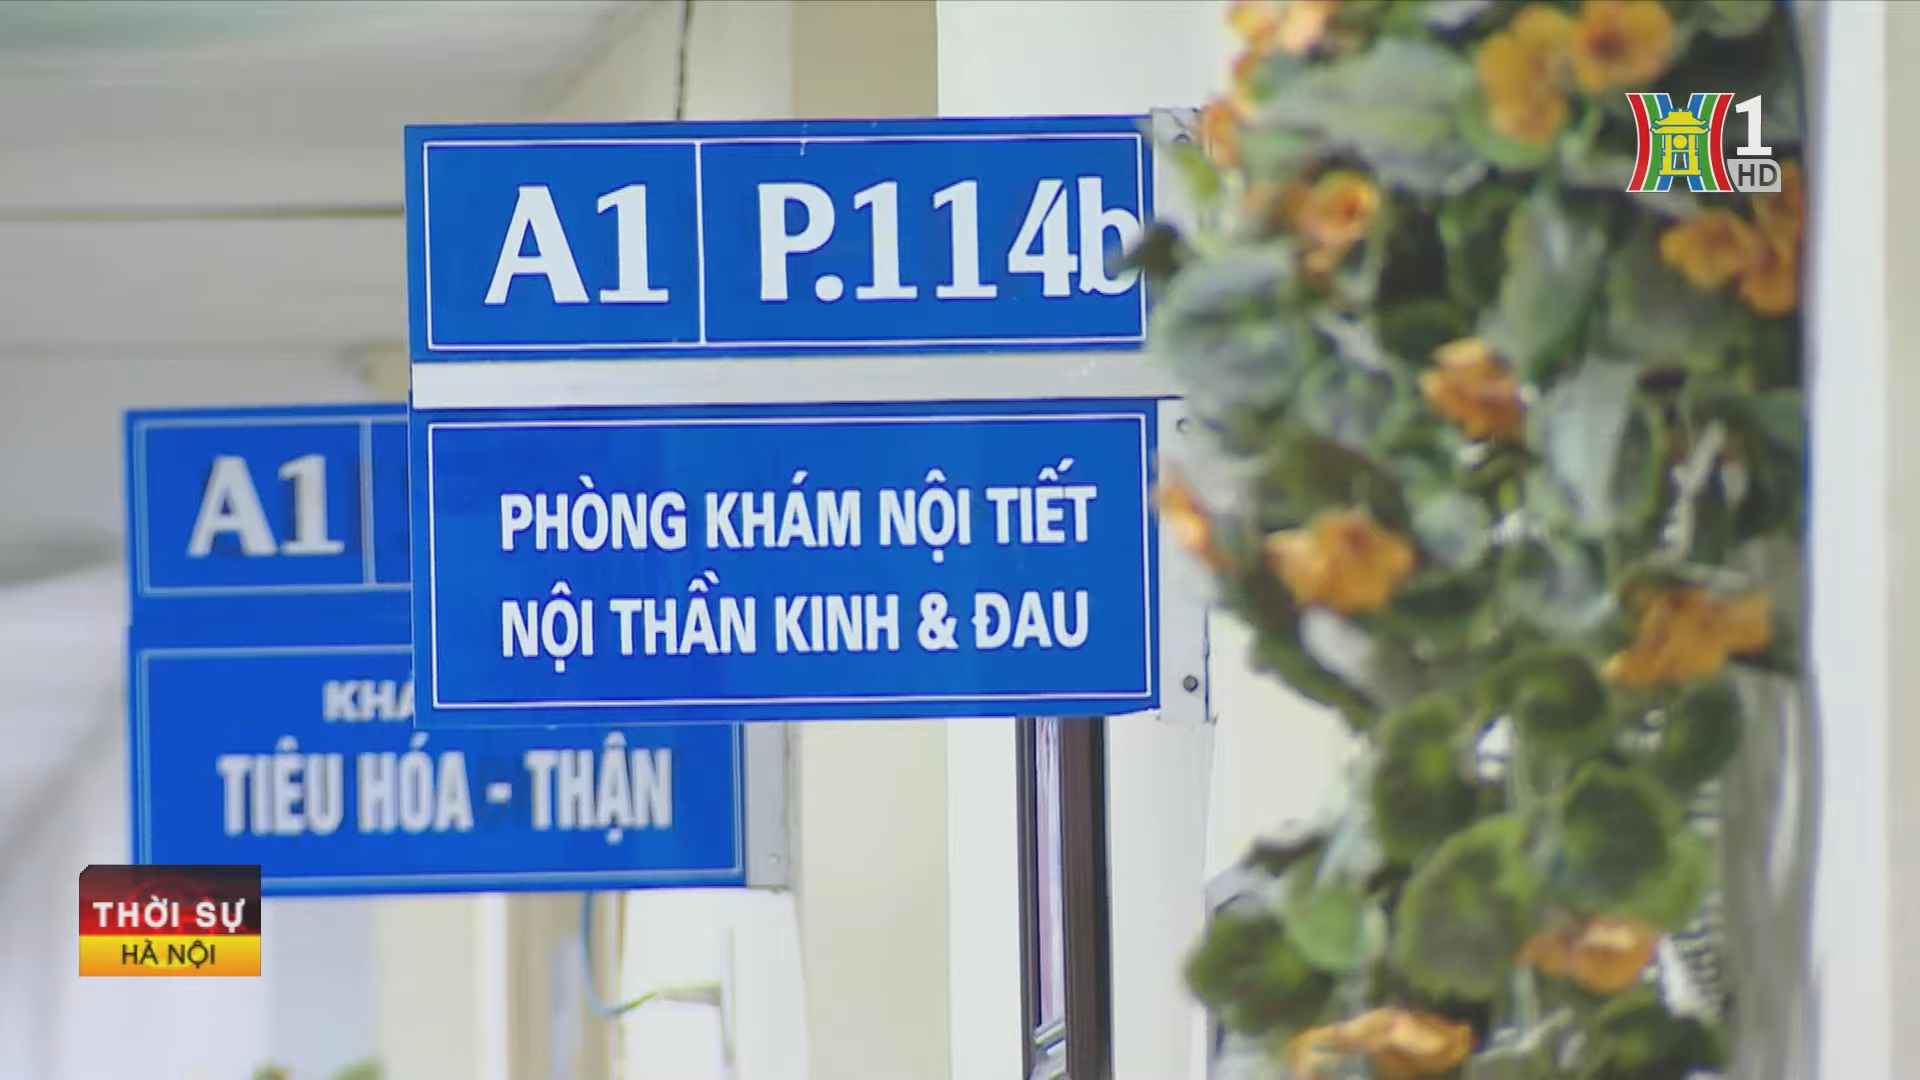 1
HD
A1 P.114b
PHÒNG KHÁM NỘI TIẾT
NỘI THẦN KINH & ĐAU
A1
TIÊU HÓA - THẬN
THỜI SỰ
HÀ NỘI